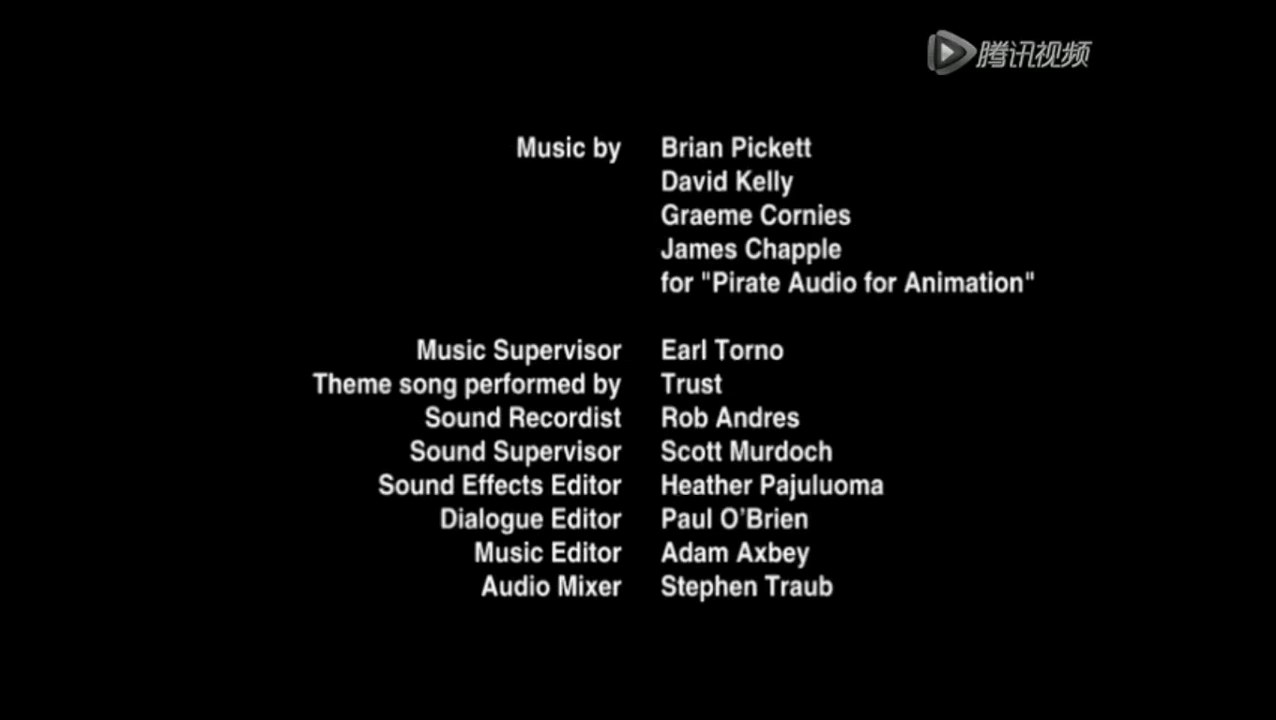 腾讯视频
Music by Brian Pickett
David Kelly
Graeme Cornies
James Chapple
for "Pirate Audio for Animation"
Music Supervisor Earl Torno
Theme song performed by Trust
Sound Recordist Rob Andres
Sound Supervisor Scott Murdoch
Sound Effects Editor Heather Pajuluoma
Dialogue Editor Paul O’Brien
Music Editor Adam Axbey
Audio Mixer Stephen Traub